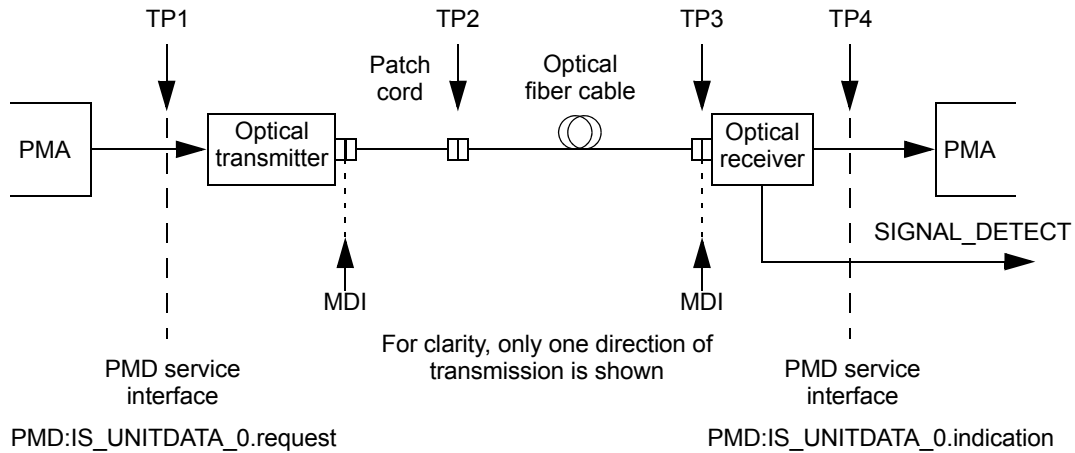 TP1
TP2
TP3
TP4
Patch
cord
Optical
fiber cable
PMA
Optical
transmitter
Optical
receiver
PMA
SIGNAL_DETECT
MDI
MDI
For clarity, only one direction of
transmission is shown
PMD service
interface
PMD service
interface
PMD:IS_UNITDATA_0.request
PMD:IS_UNITDATA_0.indication